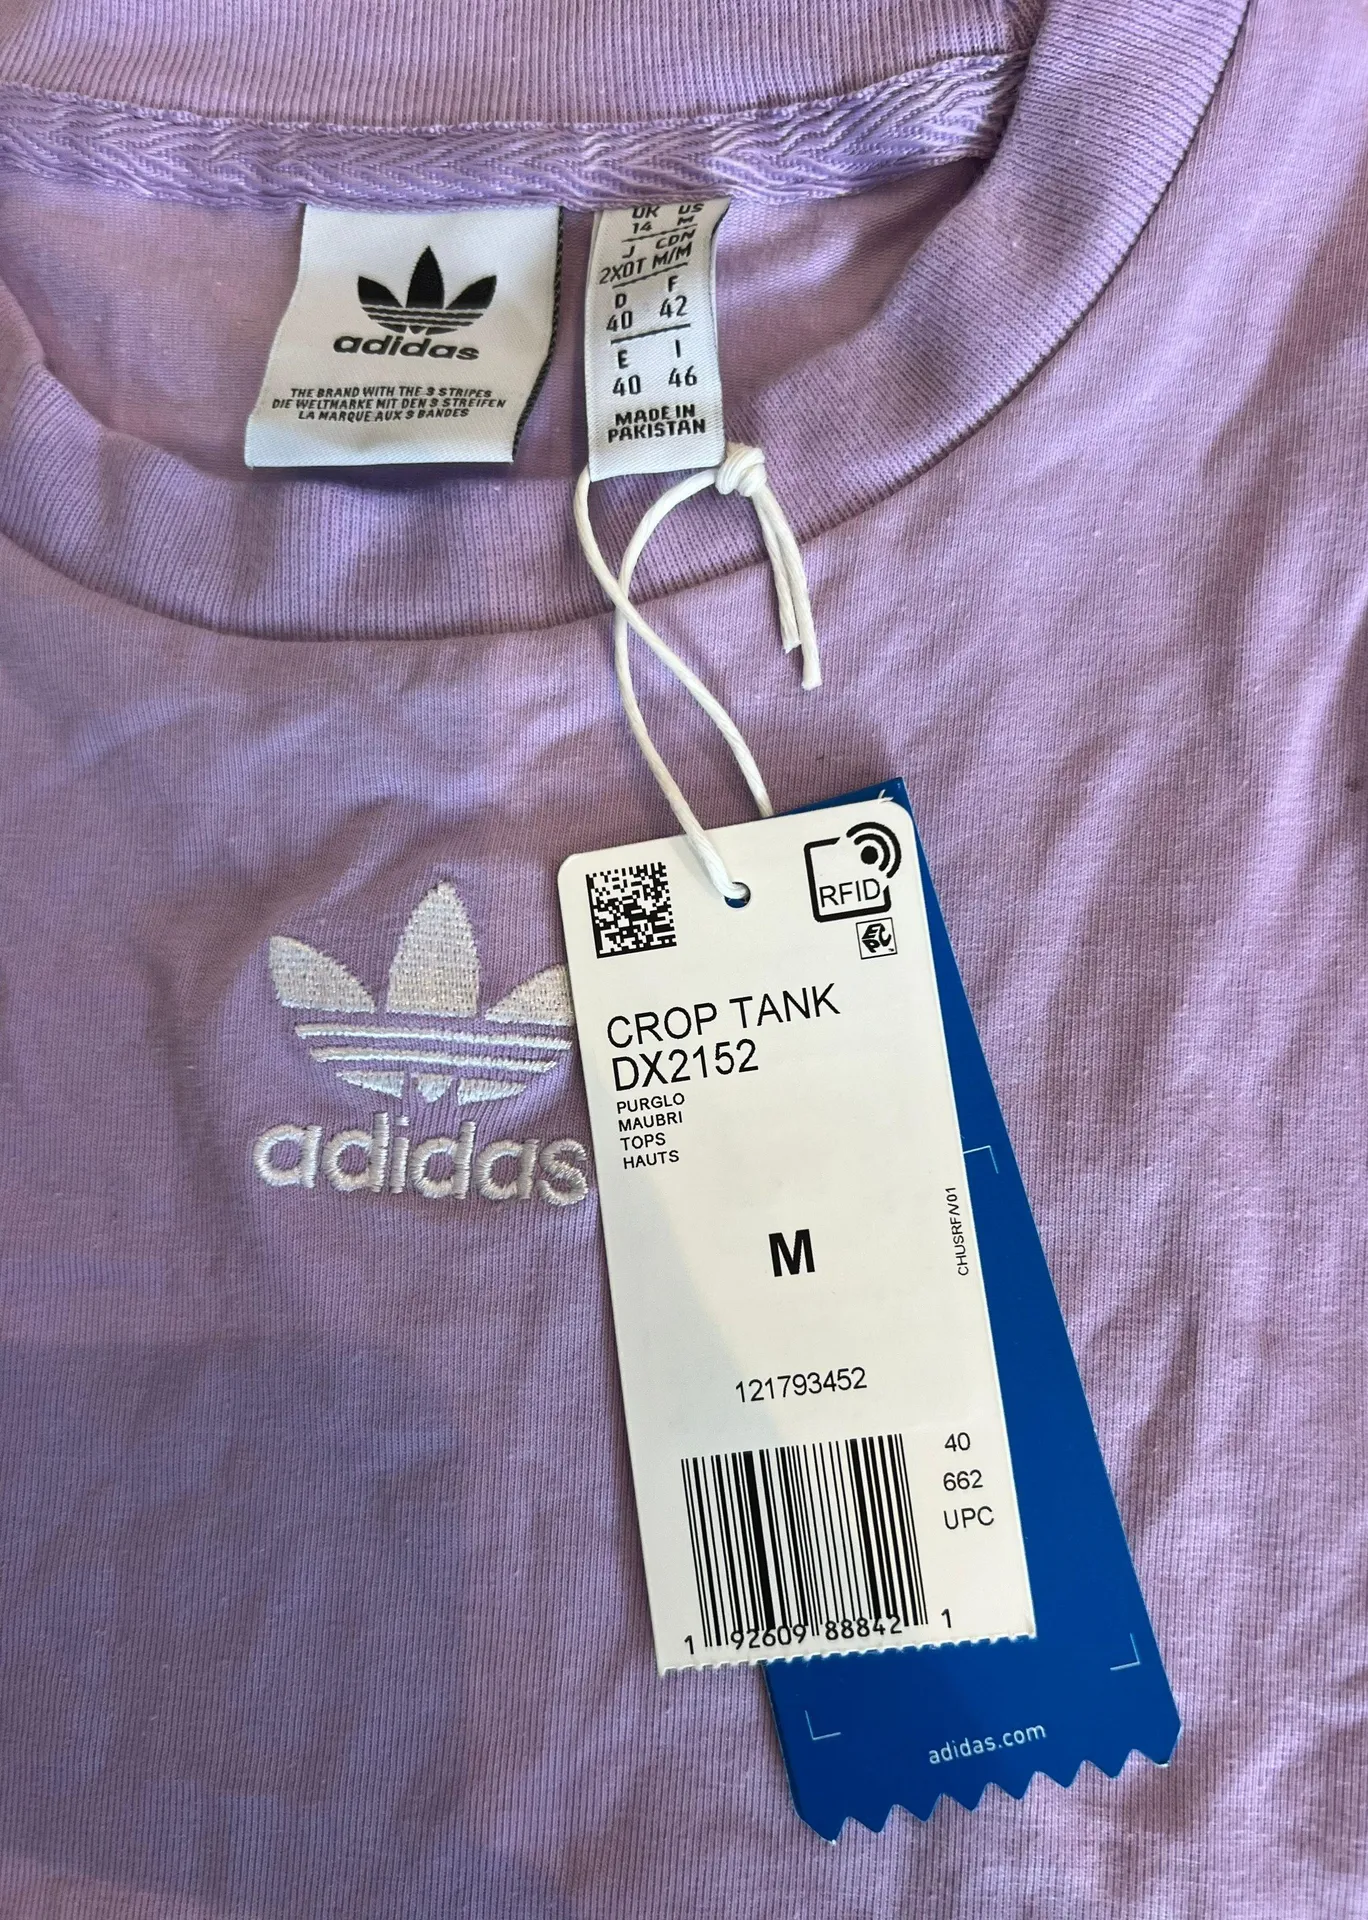 UK US
14 M
J CDN
2XOT M/M
D F
40 42
E I
40 46
MADE IN
PAKISTAN
adidas
THE BRAND WITH THE 3 STRIPES
DIE WELTMARKE MIT DEN 3 STREIFEN
LA MARQUE AUX 3 BANDES
RFID
EPC
CROP TANK
DX2152
PURGLO
MAUBRI
TOPS
HAUTS
adidas
M
CHUSRF/V01
121793452
40
662
UPC
1 92609 88842 1
adidas.com